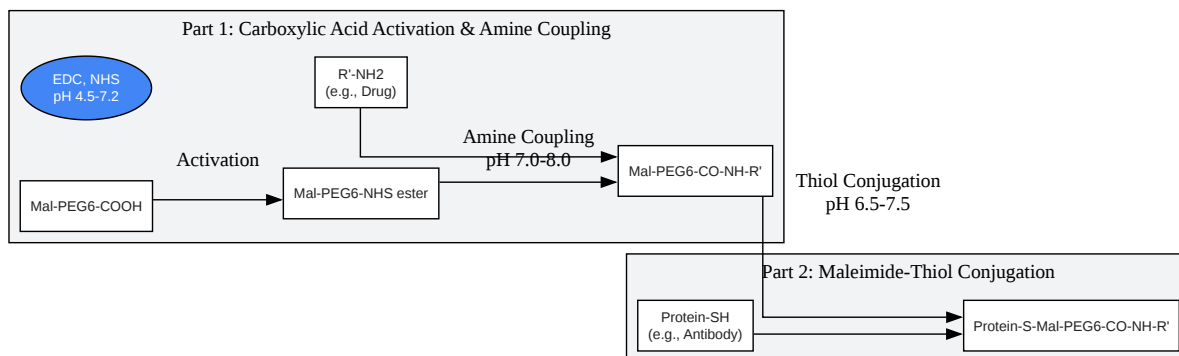 Part 1: Carboxylic Acid Activation & Amine Coupling
EDC, NHS
pH 4.5-7.2
R'-NH2
(e.g., Drug)
Activation
Amine Coupling
pH 7.0-8.0
Mal-PEG6-COOH
Mal-PEG6-NHS ester
Mal-PEG6-CO-NH-R'
Thiol Conjugation
pH 6.5-7.5
Part 2: Maleimide-Thiol Conjugation
Protein-SH
(e.g., Antibody)
Protein-S-Mal-PEG6-CO-NH-R'